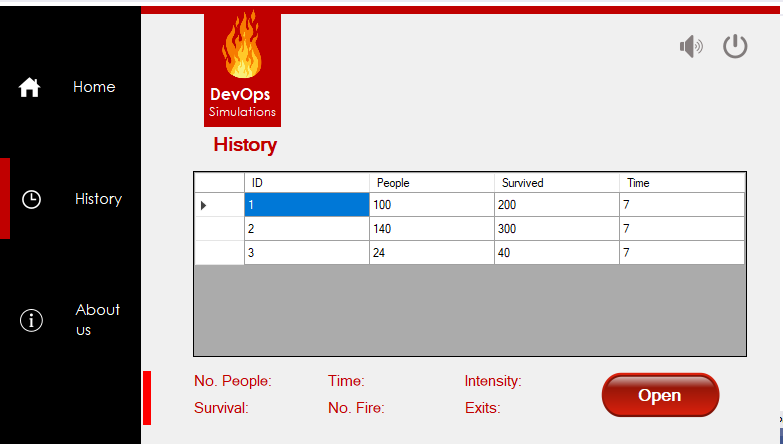 DevOps
Simulations
Home
History
About
us
History
ID People Survived Time
1 100 200 7
2 140 300 7
3 24 40 7
No. People: Time: Intensity:
Survival: No. Fire: Exits:
Open